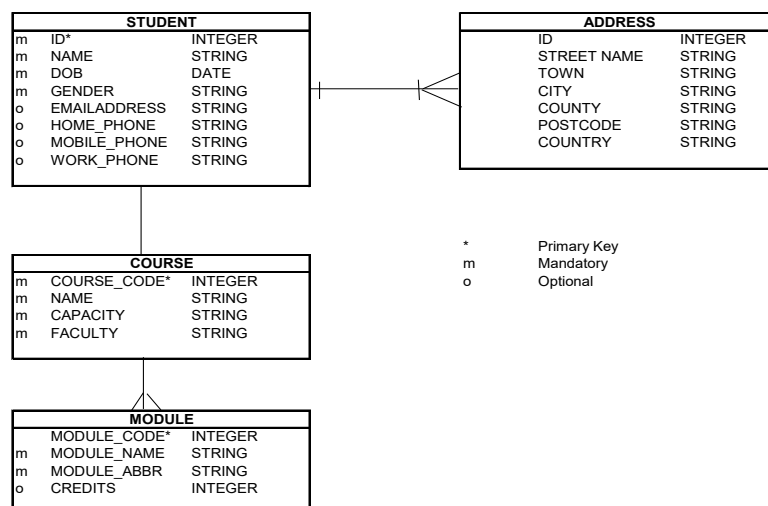 STUDENT
m ID* INTEGER
m NAME STRING
m DOB DATE
m GENDER STRING
o EMAILADDRESS STRING
o HOME_PHONE STRING
o MOBILE_PHONE STRING
o WORK_PHONE STRING
ADDRESS
ID INTEGER
STREET NAME STRING
TOWN STRING
CITY STRING
COUNTY STRING
POSTCODE STRING
COUNTRY STRING
* Primary Key
m Mandatory
o Optional
COURSE
m COURSE_CODE* INTEGER
m NAME STRING
m CAPACITY STRING
m FACULTY STRING
MODULE
MODULE_CODE* INTEGER
m MODULE_NAME STRING
m MODULE_ABBR STRING
o CREDITS INTEGER